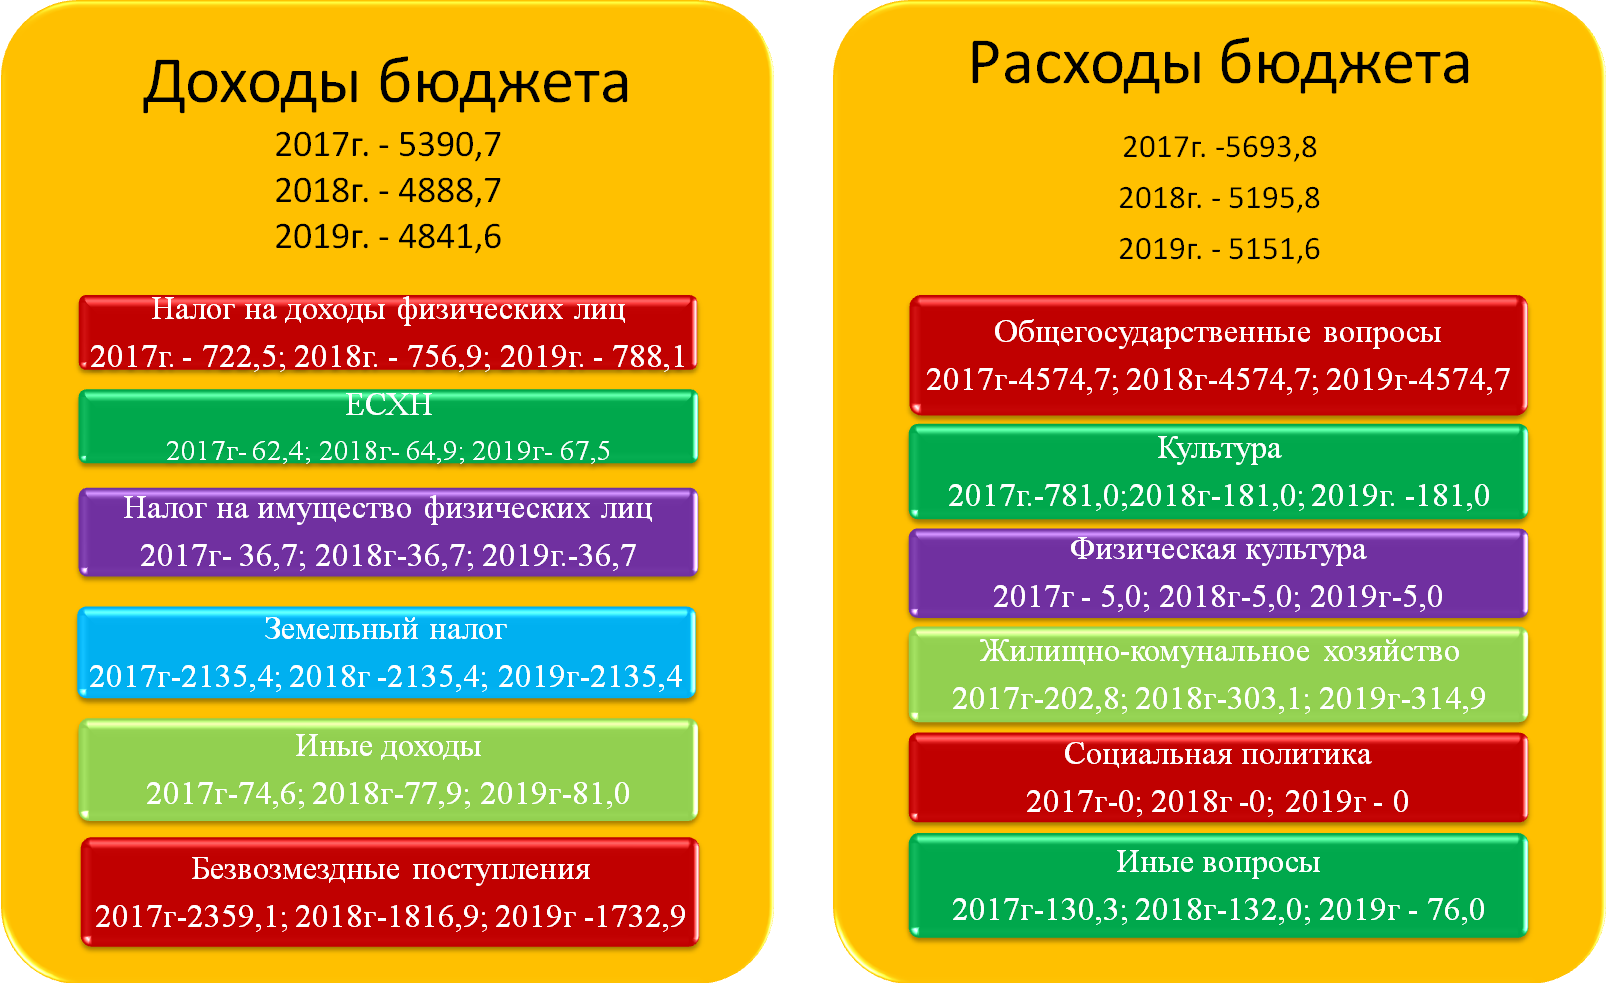 Доходы бюджета
2017г. - 5390,7
2018г. - 4888,7
2019г. - 4841,6
Налог на доходы физических лиц
2017г. - 722,5; 2018г. - 756,9; 2019г. - 788,1
ЕСХН
2017г- 62,4; 2018г- 64,9; 2019г- 67,5
Налог на имущество физических лиц
2017г- 36,7; 2018г-36,7; 2019г.-36,7
Земельный налог
2017г-2135,4; 2018г -2135,4; 2019г-2135,4
Иные доходы
2017г-74,6; 2018г-77,9; 2019г-81,0
Безвозмездные поступления
2017г-2359,1; 2018г-1816,9; 2019г -1732,9
Расходы бюджета
2017г. -5693,8
2018г. - 5195,8
2019г. - 5151,6
Общегосударственные вопросы
2017г-4574,7; 2018г-4574,7; 2019г-4574,7
Культура
2017г.-781,0;2018г-181,0; 2019г. -181,0
Физическая культура
2017г - 5,0; 2018г-5,0; 2019г-5,0
Жилищно-комунальное хозяйство
2017г-202,8; 2018г-303,1; 2019г-314,9
Социальная политика
2017г-0; 2018г -0; 2019г - 0
Иные вопросы
2017г-130,3; 2018г-132,0; 2019г - 76,0